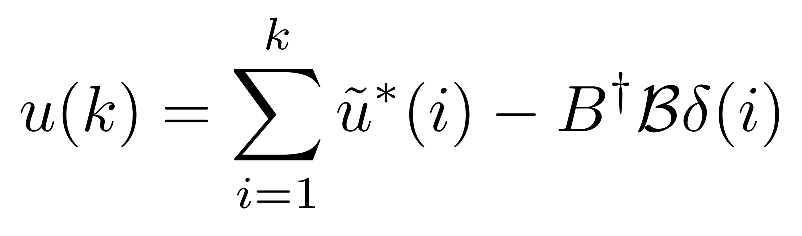 u(k) = \sum_{i=1}^{k} \tilde{u}^{*}(i) - B^{\dagger} \mathcal{B} \delta(i)